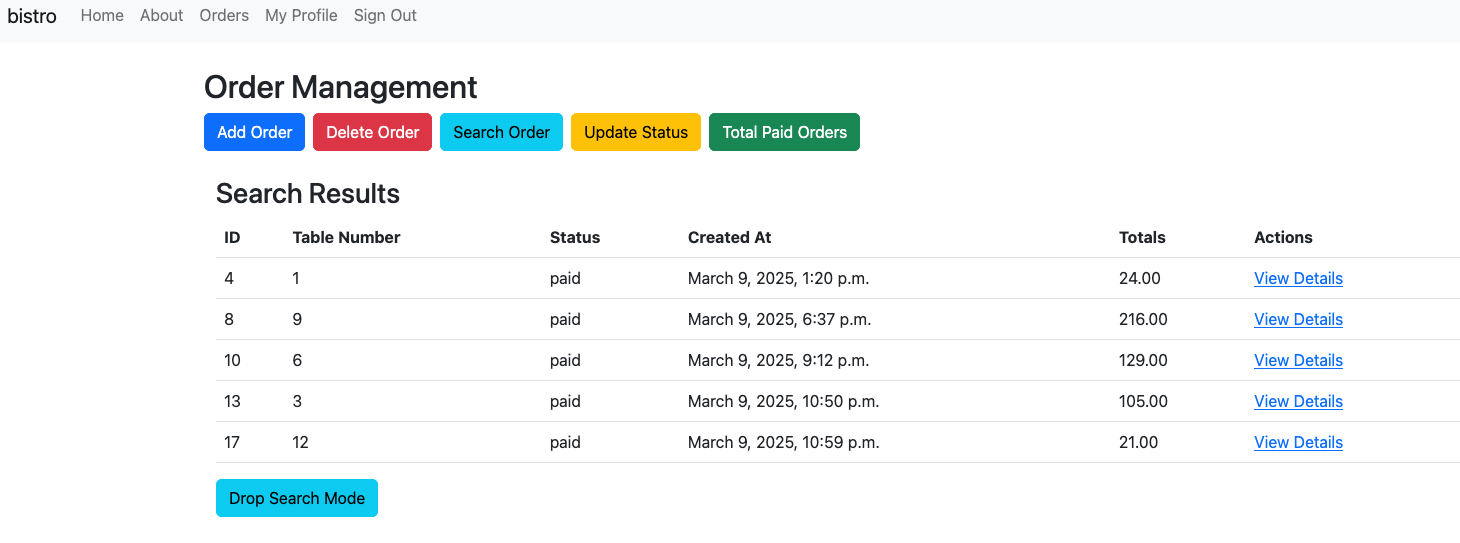 bistro Home About Orders My Profile Sign Out
Order Management
Add Order Delete Order Search Order Update Status Total Paid Orders
Search Results
ID Table Number Status Created At Totals Actions
4 1 paid March 9, 2025, 1:20 p.m. 24.00 View Details
8 9 paid March 9, 2025, 6:37 p.m. 216.00 View Details
10 6 paid March 9, 2025, 9:12 p.m. 129.00 View Details
13 3 paid March 9, 2025, 10:50 p.m. 105.00 View Details
17 12 paid March 9, 2025, 10:59 p.m. 21.00 View Details
Drop Search Mode